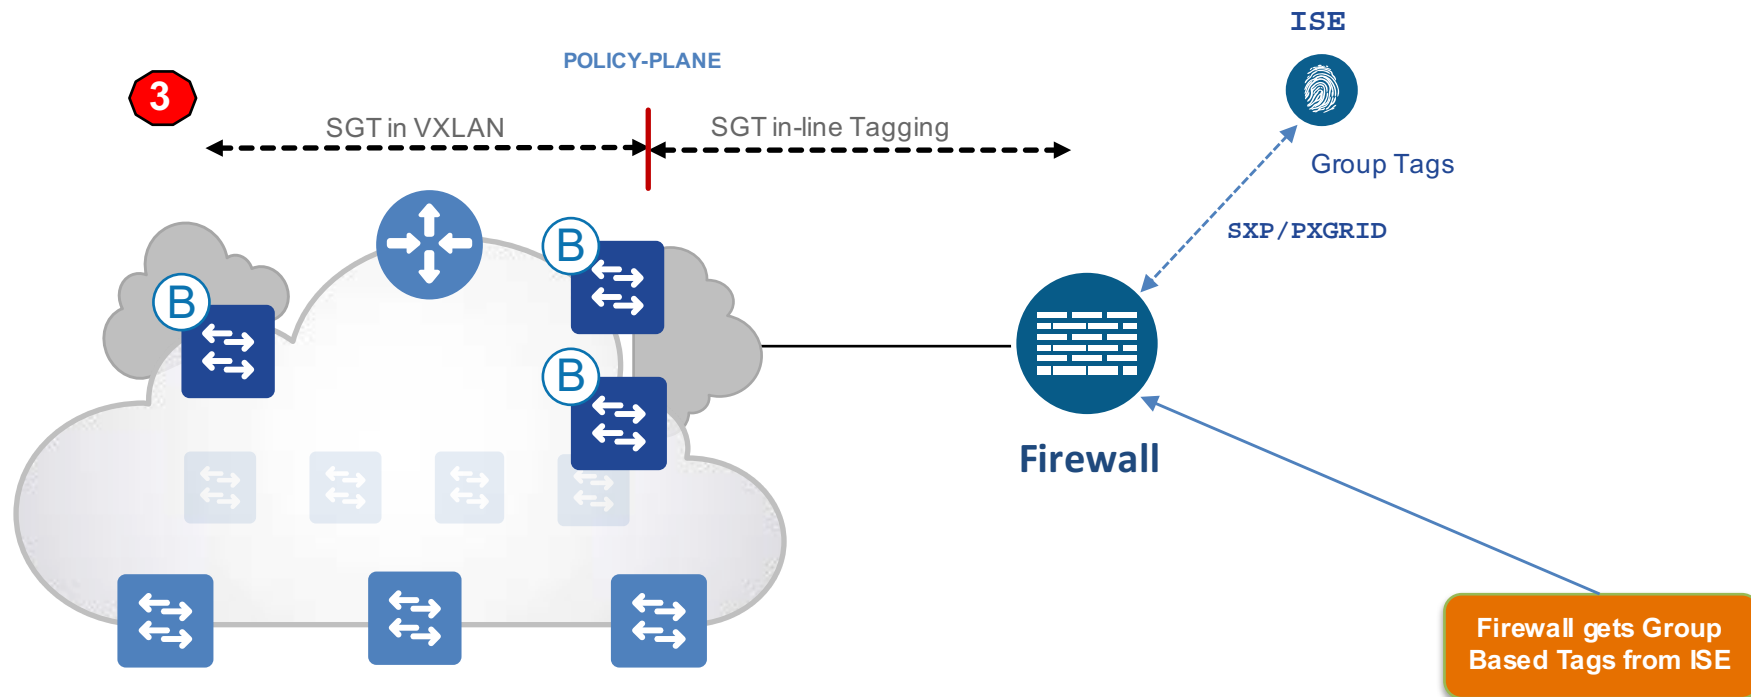 ISE
POLICY-PLANE
3
SGT in VXLAN
SGT in-line Tagging
Group Tags
SXP/PXGRID
B
B
B
Firewall
Firewall gets Group
Based Tags from ISE